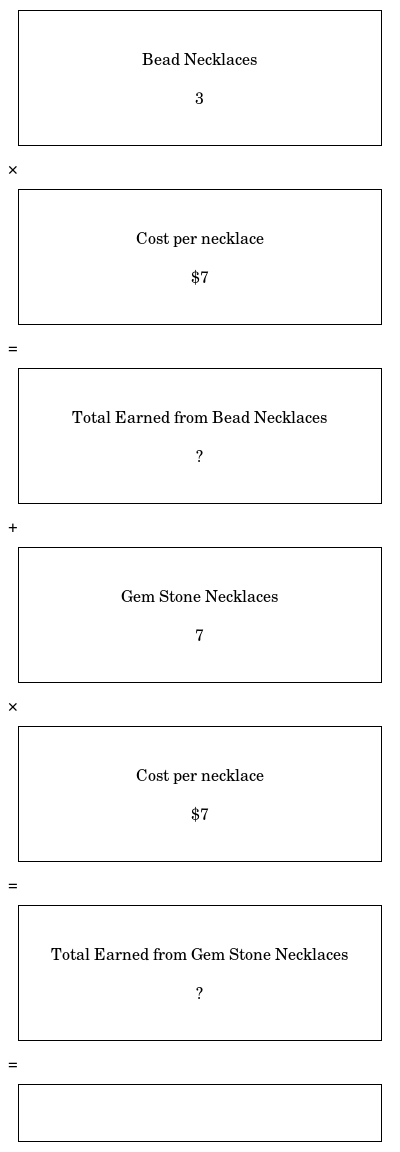 Bead Necklaces
3
×
Cost per necklace
$7
=
Total Earned from Bead Necklaces
?
+
Gem Stone Necklaces
7
×
Cost per necklace
$7
=
Total Earned from Gem Stone Necklaces
?
=